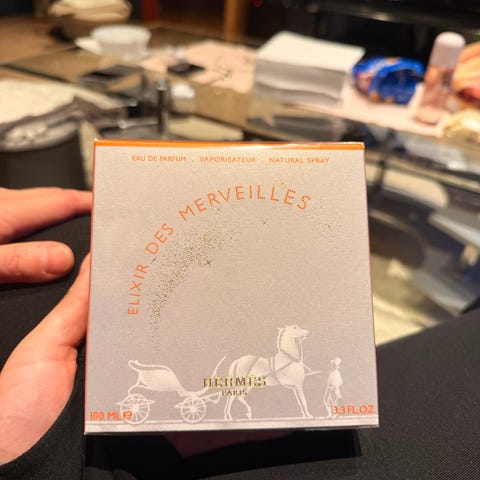 EAU DE PARFUM . VAPORISATEUR . NATURAL SPRAY
ELIXIR DES MERVEILLES
HERMÈS
PARIS
100 ML ℮ 3.3 FL.OZ.